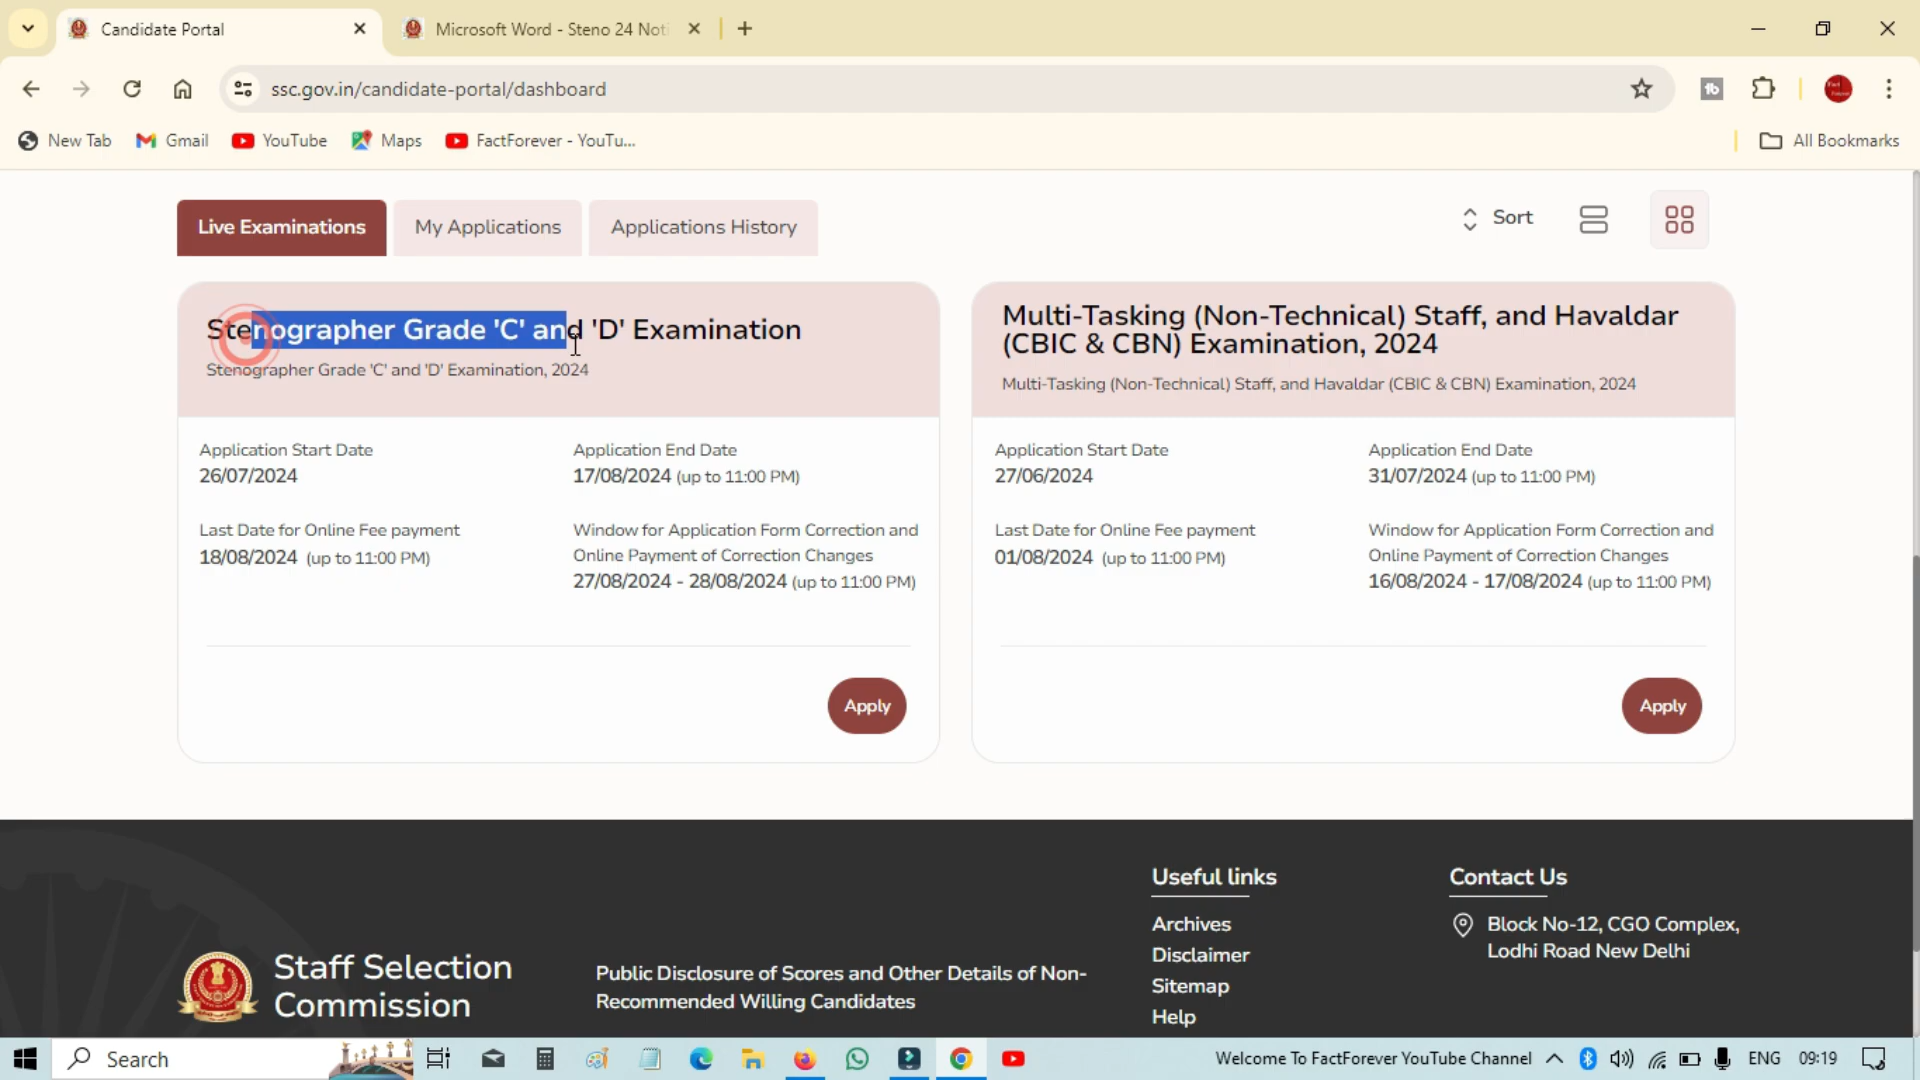 Candidate Portal
Microsoft Word - Steno 24 Noti
ssc.gov.in/candidate-portal/dashboard
New Tab
Gmail
YouTube
Maps
FactForever - YouTu...
All Bookmarks
Live Examinations
My Applications
Applications History
Sort
Stenographer Grade 'C' and 'D' Examination
Stenographer Grade 'C' and 'D' Examination, 2024
Application Start Date
26/07/2024
Application End Date
17/08/2024 (up to 11:00 PM)
Last Date for Online Fee payment
18/08/2024 (up to 11:00 PM)
Window for Application Form Correction and
Online Payment of Correction Changes
27/08/2024 - 28/08/2024 (up to 11:00 PM)
Apply
Multi-Tasking (Non-Technical) Staff, and Havaldar
(CBIC & CBN) Examination, 2024
Multi-Tasking (Non-Technical) Staff, and Havaldar (CBIC & CBN) Examination, 2024
Application Start Date
27/06/2024
Application End Date
31/07/2024 (up to 11:00 PM)
Last Date for Online Fee payment
01/08/2024 (up to 11:00 PM)
Window for Application Form Correction and
Online Payment of Correction Changes
16/08/2024 - 17/08/2024 (up to 11:00 PM)
Apply
Staff Selection
Commission
Public Disclosure of Scores and Other Details of Non-
Recommended Willing Candidates
Useful links
Archives
Disclaimer
Sitemap
Help
Contact Us
Block No-12, CGO Complex,
Lodhi Road New Delhi
Search
Welcome To FactForever YouTube Channel
ENG
09:19